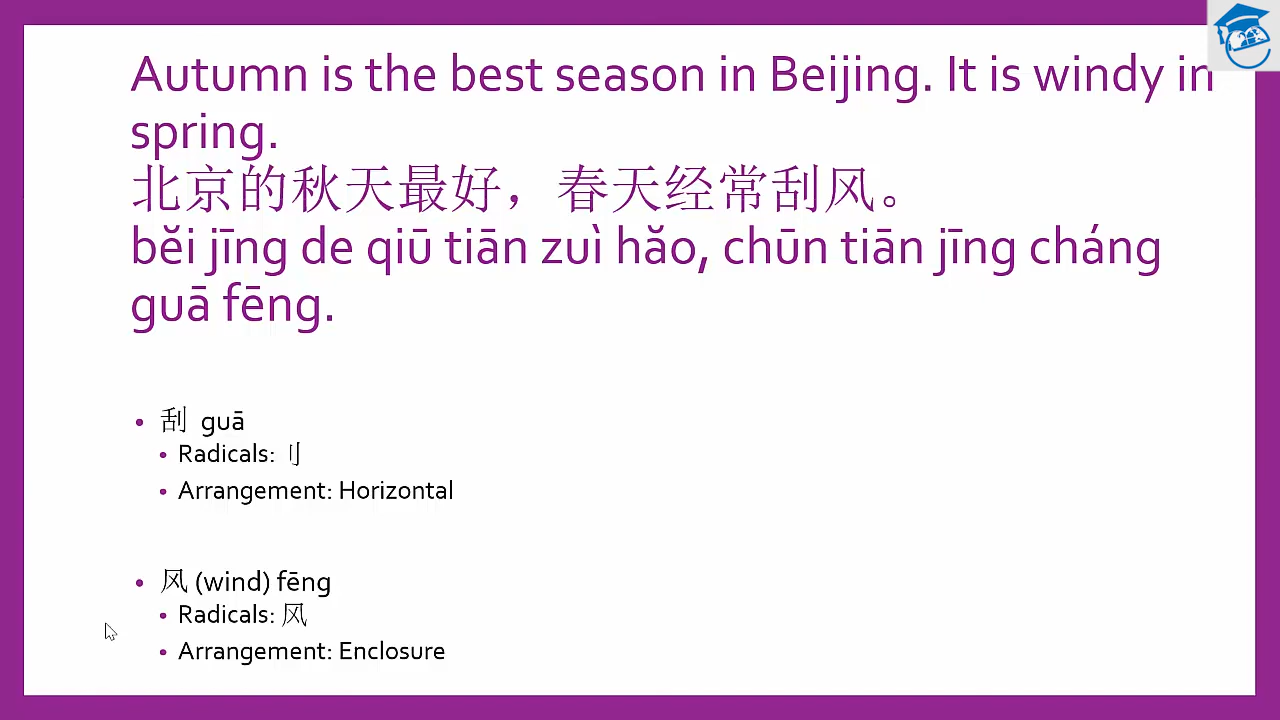 Autumn is the best season in Beijing. It is windy in
spring.
北京的秋天最好，春天经常刮风。
bĕi jīng de qiū tiān zuì hăo, chūn tiān jīng cháng
guā fēng.
• 刮 guā
• Radicals: 刂
• Arrangement: Horizontal
• 风 (wind) fēng
• Radicals: 风
• Arrangement: Enclosure